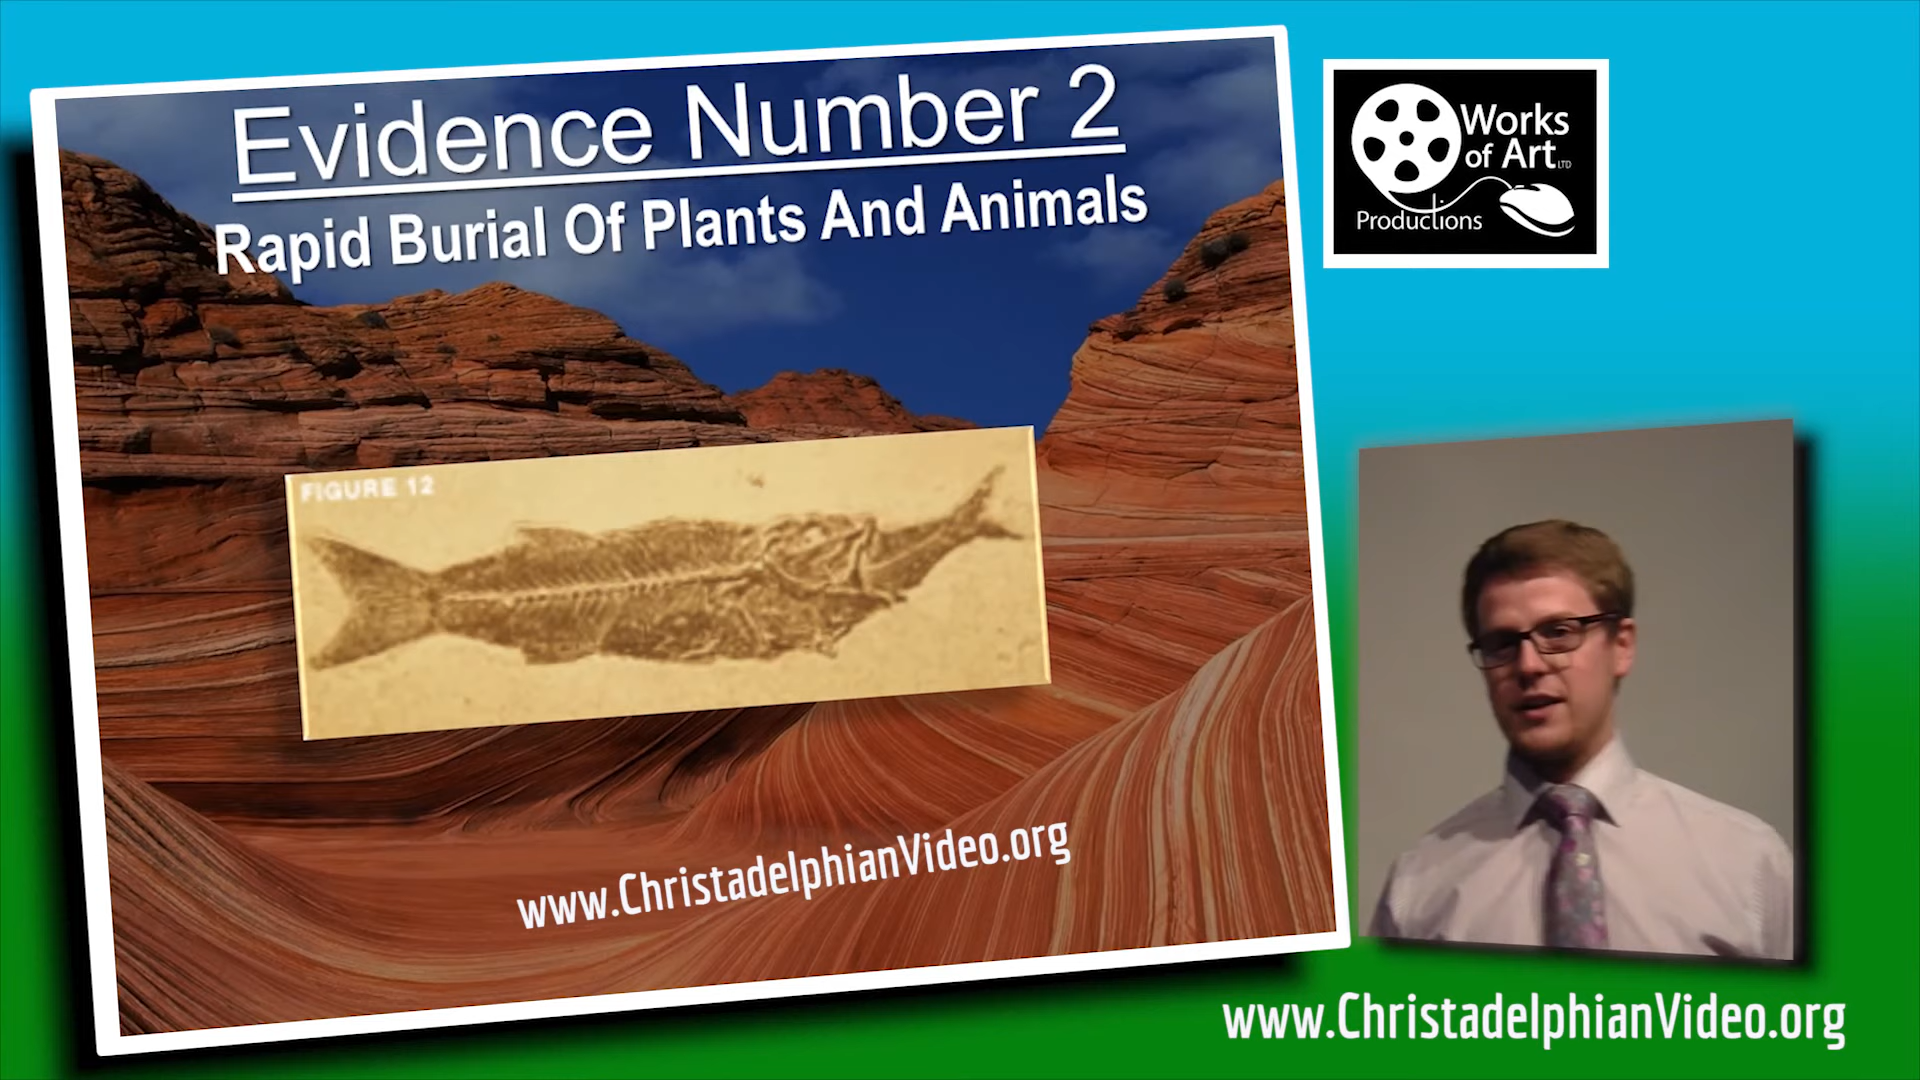 Evidence Number 2
Rapid Burial Of Plants And Animals
FIGURE 12
www.ChristadelphianVideo.org
Works
of Art LTD
Productions
www.ChristadelphianVideo.org